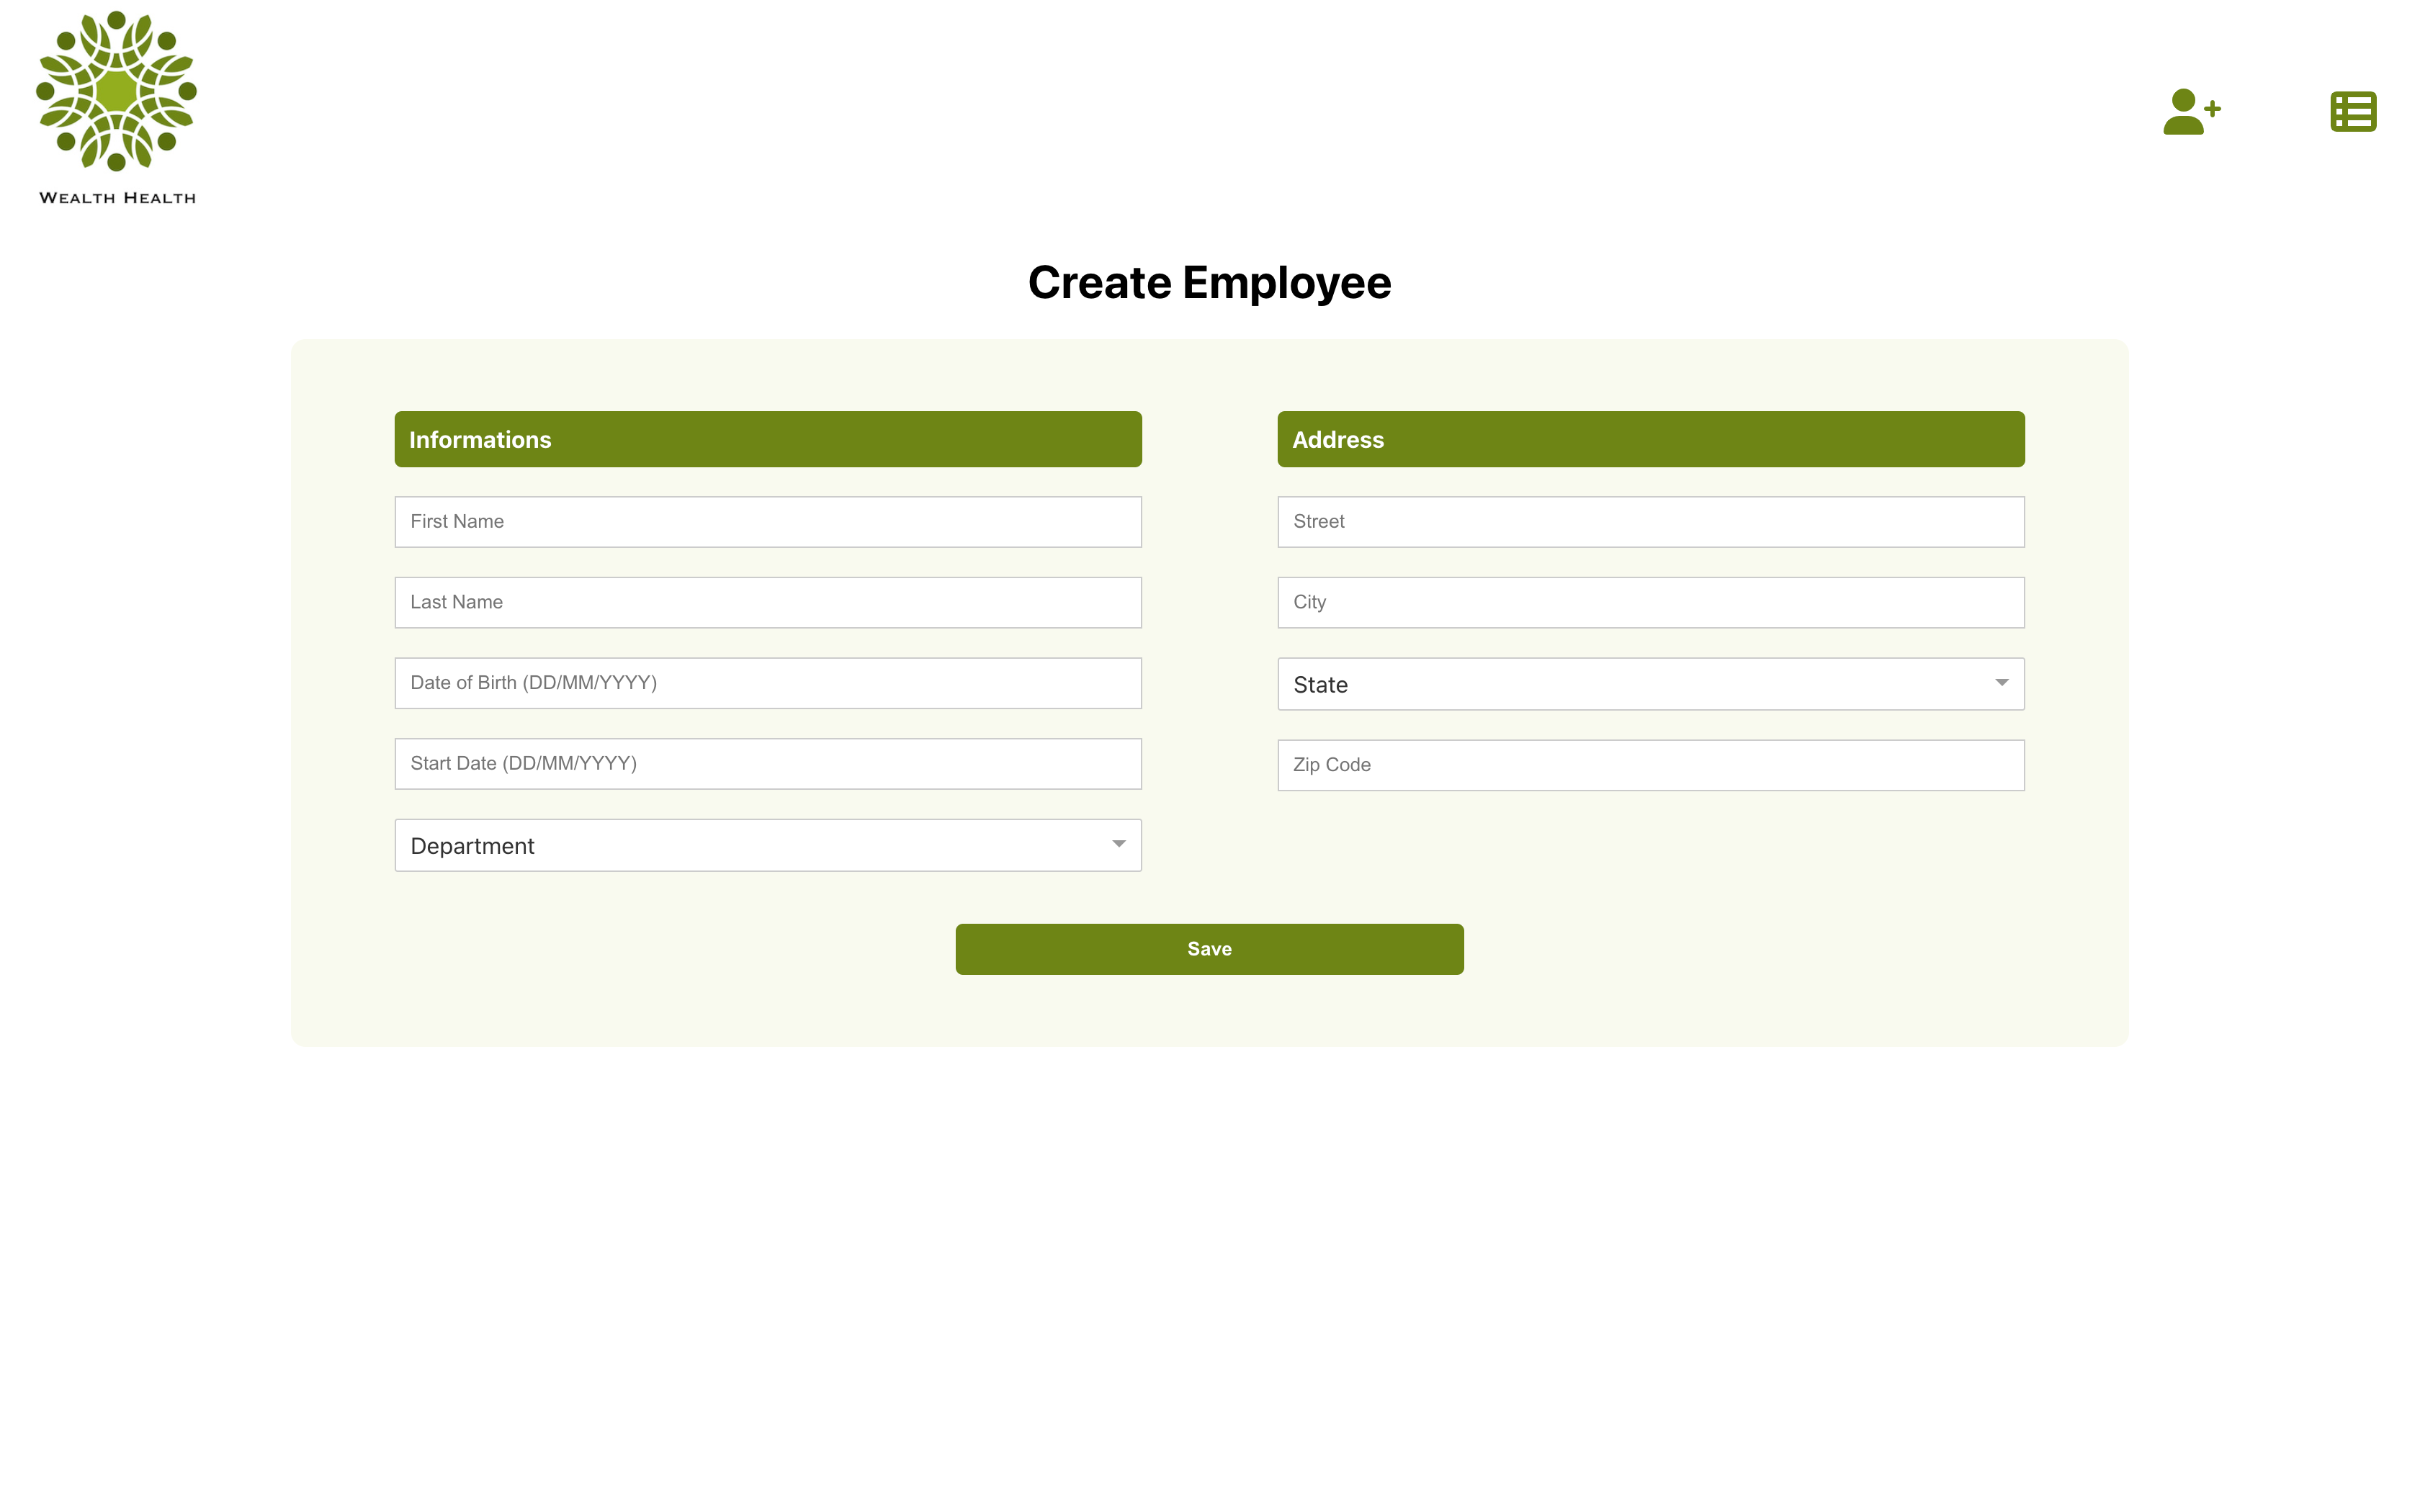 WEALTH HEALTH
Create Employee
Informations
First Name
Last Name
Date of Birth (DD/MM/YYYY)
Start Date (DD/MM/YYYY)
Department
Address
Street
City
State
Zip Code
Save